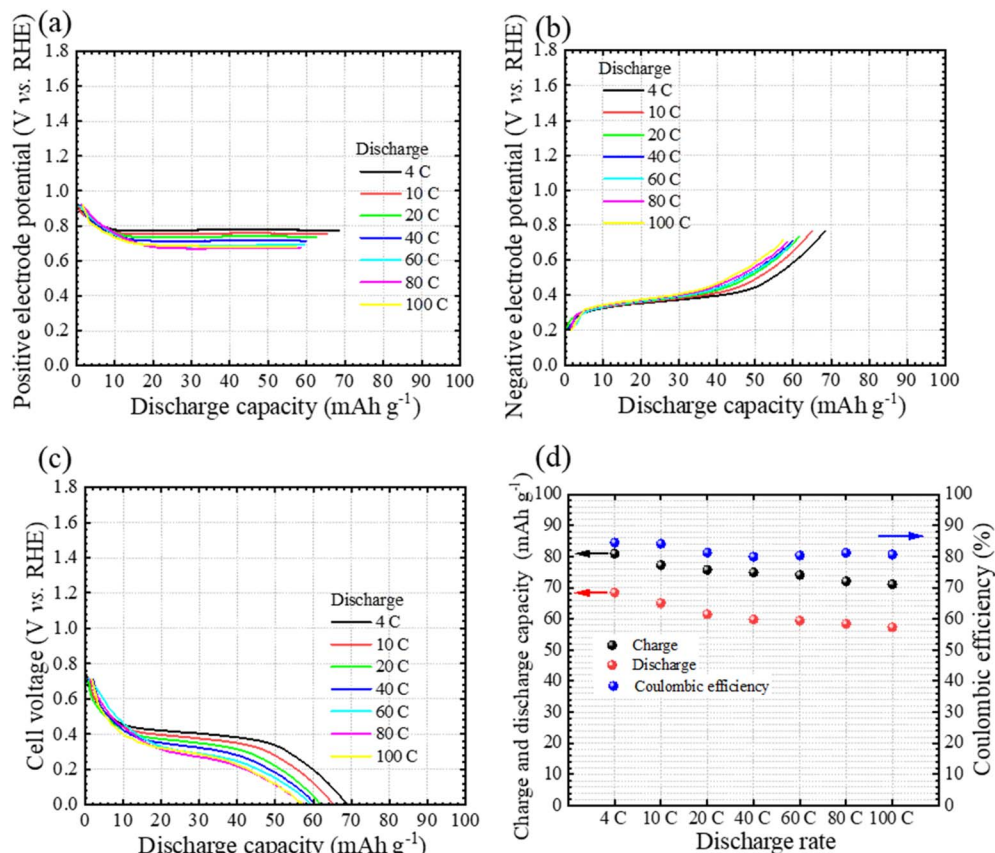 (a)
Positive electrode potential (V vs. RHE)
1.8
1.6
1.4
1.2
1.0
0.8
0.6
0.4
0.2
0.0
Discharge
4 C
10 C
20 C
40 C
60 C
80 C
100 C
0 10 20 30 40 50 60 70 80 90 100
Discharge capacity (mAh g⁻¹)
(b)
Negative electrode potential (V vs. RHE)
1.8
1.6
1.4
1.2
1.0
0.8
0.6
0.4
0.2
0.0
Discharge
4 C
10 C
20 C
40 C
60 C
80 C
100 C
0 10 20 30 40 50 60 70 80 90 100
Discharge capacity (mAh g⁻¹)
(c)
Cell voltage (V vs. RHE)
1.8
1.6
1.4
1.2
1.0
0.8
0.6
0.4
0.2
0.0
Discharge
4 C
10 C
20 C
40 C
60 C
80 C
100 C
0 10 20 30 40 50 60 70 80 90 100
Discharge capacity (mAh g⁻¹)
(d)
Charge and discharge capacity (mAh g⁻¹)
100
90
80
70
60
50
40
30
20
10
0
Charge
Discharge
Coulombic efficiency
4 C 10 C 20 C 40 C 60 C 80 C 100 C
Discharge rate
100
90
80
70
60
50
40
30
20
10
0
Coulombic efficiency (%)